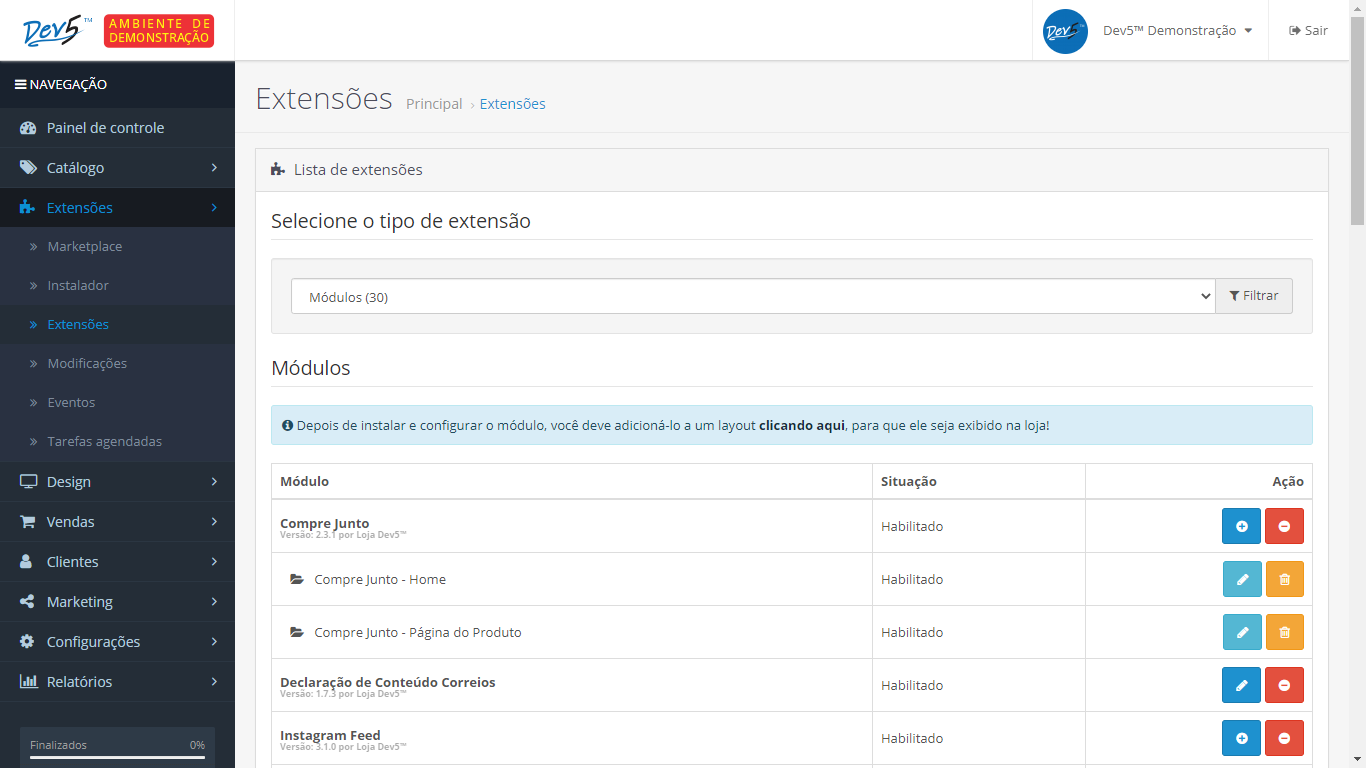 Dev5™
AMBIENTE DE
DEMONSTRAÇÃO
Dev5™
Dev5™ Demonstração
Sair
NAVEGAÇÃO
Painel de controle
Catálogo
Extensões
Marketplace
Instalador
Extensões
Modificações
Eventos
Tarefas agendadas
Design
Vendas
Clientes
Marketing
Configurações
Relatórios
Finalizados 0%
Extensões Principal › Extensões
Lista de extensões
Selecione o tipo de extensão
Módulos (30)
Filtrar
Módulos
Depois de instalar e configurar o módulo, você deve adicioná-lo a um layout clicando aqui, para que ele seja exibido na loja!
Módulo Situação Ação
Compre Junto Habilitado
Versão: 2.3.1 por Loja Dev5™
Compre Junto - Home Habilitado
Compre Junto - Página do Produto Habilitado
Declaração de Conteúdo Correios Habilitado
Versão: 1.7.3 por Loja Dev5™
Instagram Feed Habilitado
Versão: 3.1.0 por Loja Dev5™